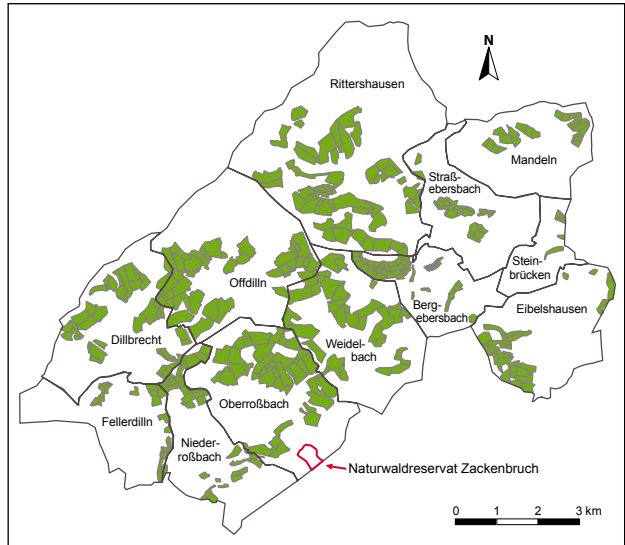 N
Rittershausen
Mandeln
Straß-
ebersbach
Stein-
brücken
Offdilln
Berg-
ebersbach
Eibelshausen
Dillbrecht
Weidel-
bach
Oberroßbach
Fellerdilln
Nieder-
roßbach
Naturwaldreservat Zackenbruch
0 1 2 3 km